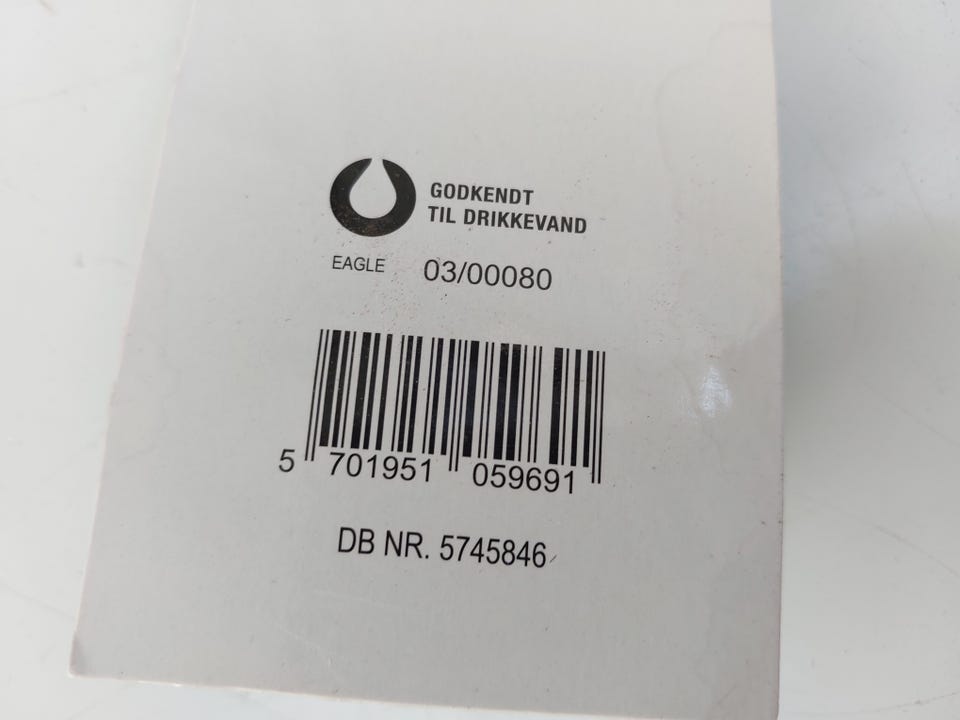 GODKENDT
TIL DRIKKEVAND
EAGLE 03/00080
5 701951 059691
DB NR. 5745846